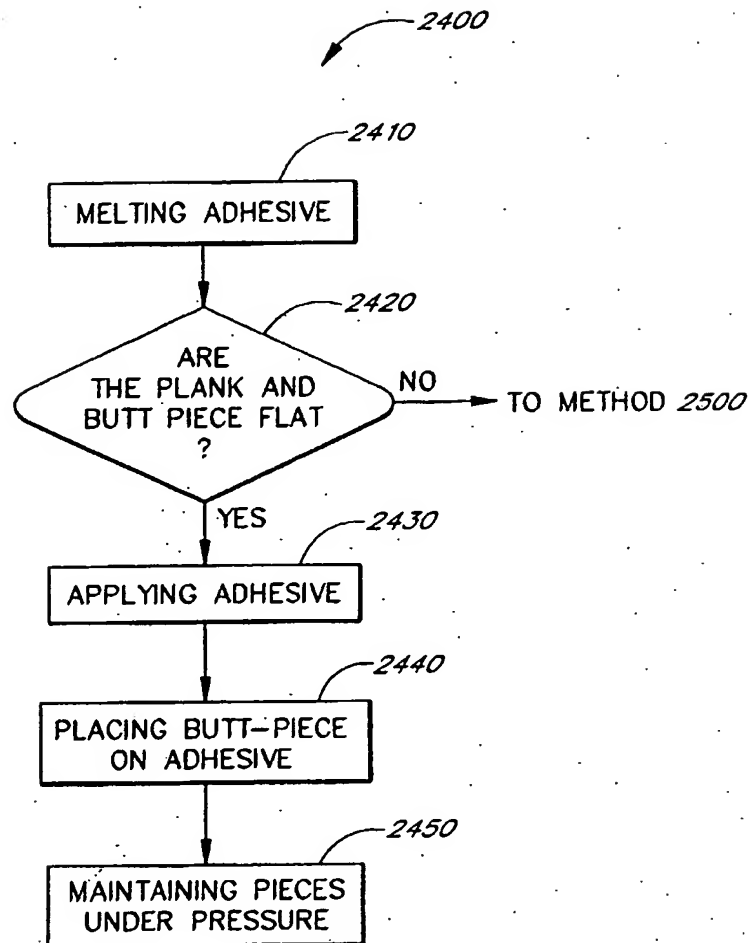 2400
2410
MELTING ADHESIVE
2420
ARE
THE PLANK AND
BUTT PIECE FLAT
?
NO
TO METHOD 2500
YES
2430
APPLYING ADHESIVE
2440
PLACING BUTT-PIECE
ON ADHESIVE
2450
MAINTAINING PIECES
UNDER PRESSURE